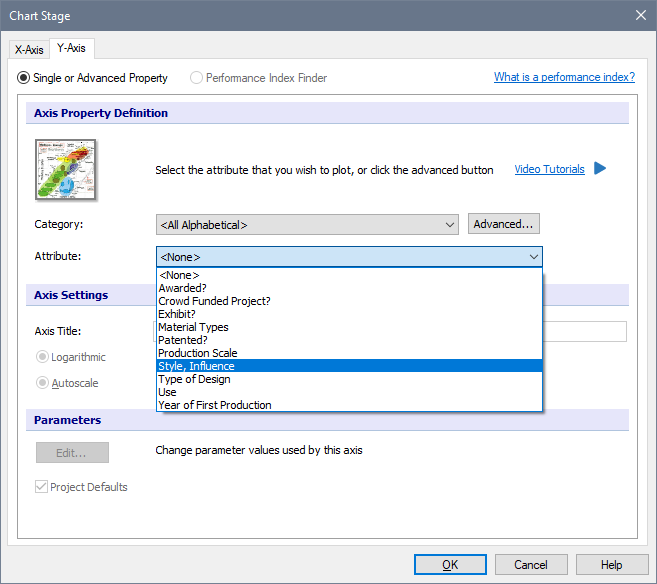 Chart Stage
X-Axis
Y-Axis
Single or Advanced Property
Performance Index Finder
What is a performance index?
Axis Property Definition
Select the attribute that you wish to plot, or click the advanced button
Video Tutorials
Category:
<All Alphabetical>
Advanced...
Attribute:
<None>
<None>
Awarded?
Crowd Funded Project?
Exhibit?
Material Types
Patented?
Production Scale
Style, Influence
Type of Design
Use
Year of First Production
Axis Settings
Axis Title:
Logarithmic
Autoscale
Parameters
Edit...
Change parameter values used by this axis
Project Defaults
OK
Cancel
Help